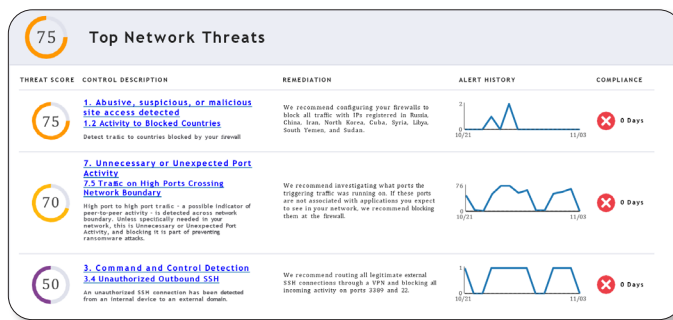 75 Top Network Threats
THREAT SCORE CONTROL DESCRIPTION REMEDIATION ALERT HISTORY COMPLIANCE
75
1. Abusive, suspicious, or malicious
site access detected
1.2 Activity to Blocked Countries
Detect traffic to countries blocked by your firewall
We recommend configuring your firewalls to
block all traffic with IPs registered in Russia,
China, Iran, North Korea, Cuba, Syria, Libya,
South Yemen, and Sudan.
2
10/21 11/03
0 Days
70
7. Unnecessary or Unexpected Port
Activity
7.5 Traffic on High Ports Crossing
Network Boundary
High port to high port traffic - a possible indicator of
peer-to-peer activity - is detected across network
boundary. Unless specifically needed in your
network, this is Unnecessary or Unexpected Port
Activity, and blocking it is part of preventing
ransomware attacks.
We recommend investigating what ports the
triggering traffic was running on. If these ports
are not associated with applications you expect
to see in your network, we recommend blocking
them at the firewall.
76
10/21 11/03
0 Days
50
3. Command and Control Detection
3.4 Unauthorized Outbound SSH
An unauthorized SSH connection has been detected
from an internal device to an external domain.
We recommend routing all legitimate external
SSH connections through a VPN and blocking all
incoming activity on ports 3389 and 22.
1
10/21 11/03
0 Days